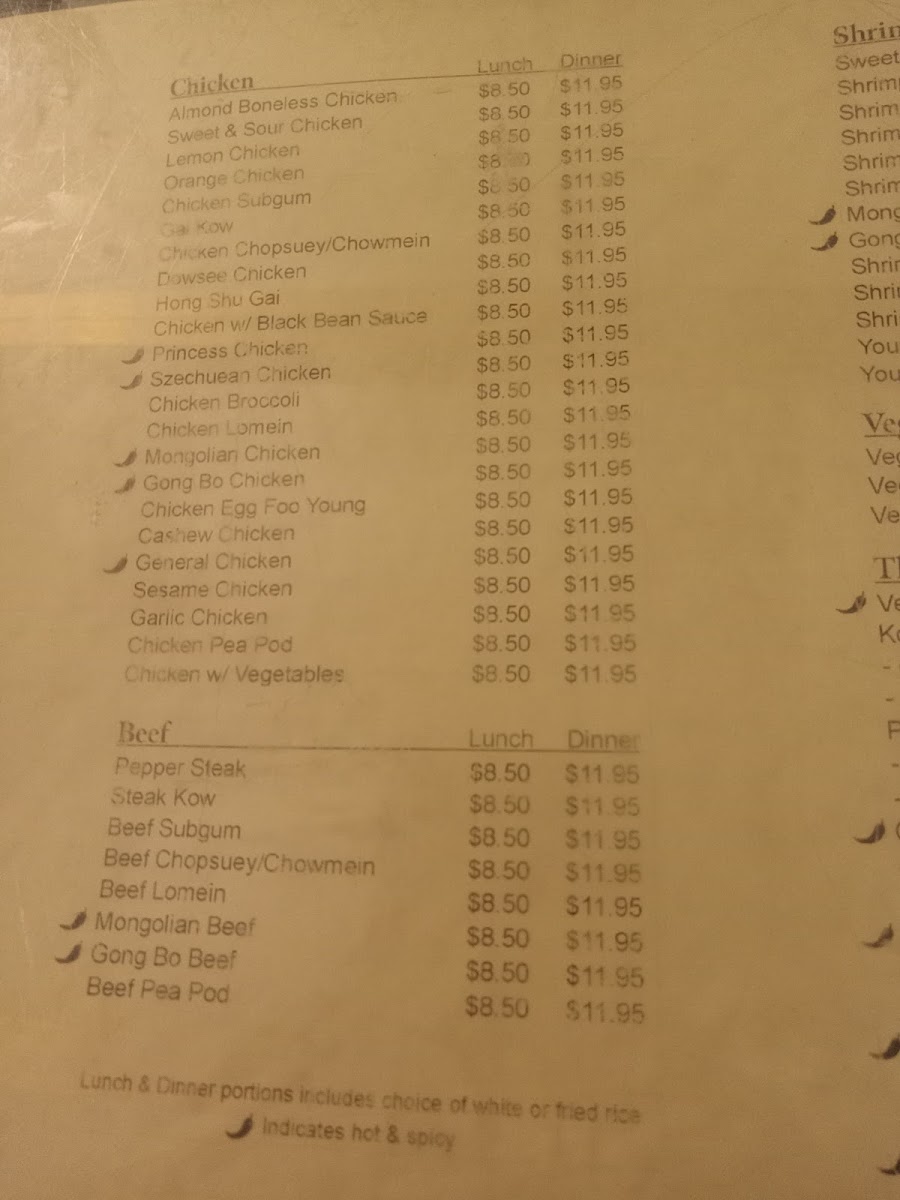 Chicken Lunch Dinner
Almond Boneless Chicken $8.50 $11.95
Sweet & Sour Chicken $8.50 $11.95
Lemon Chicken $8.50 $11.95
Orange Chicken $8.50 $11.95
Chicken Subgum $8.50 $11.95
Gai Kow $8.50 $11.95
Chicken Chopsuey/Chowmein $8.50 $11.95
Dowsee Chicken $8.50 $11.95
Hong Shu Gai $8.50 $11.95
Chicken w/ Black Bean Sauce $8.50 $11.95
Princess Chicken $8.50 $11.95
Szechuean Chicken $8.50 $11.95
Chicken Broccoli $8.50 $11.95
Chicken Lomein $8.50 $11.95
Mongolian Chicken $8.50 $11.95
Gong Bo Chicken $8.50 $11.95
Chicken Egg Foo Young $8.50 $11.95
Cashew Chicken $8.50 $11.95
General Chicken $8.50 $11.95
Sesame Chicken $8.50 $11.95
Garlic Chicken $8.50 $11.95
Chicken Pea Pod $8.50 $11.95
Chicken w/ Vegetables $8.50 $11.95
Beef Lunch Dinner
Pepper Steak $8.50 $11.95
Steak Kow $8.50 $11.95
Beef Subgum $8.50 $11.95
Beef Chopsuey/Chowmein $8.50 $11.95
Beef Lomein $8.50 $11.95
Mongolian Beef $8.50 $11.95
Gong Bo Beef $8.50 $11.95
Beef Pea Pod $8.50 $11.95
Lunch & Dinner portions includes choice of white or fried rice
Indicates hot & spicy
Sweet